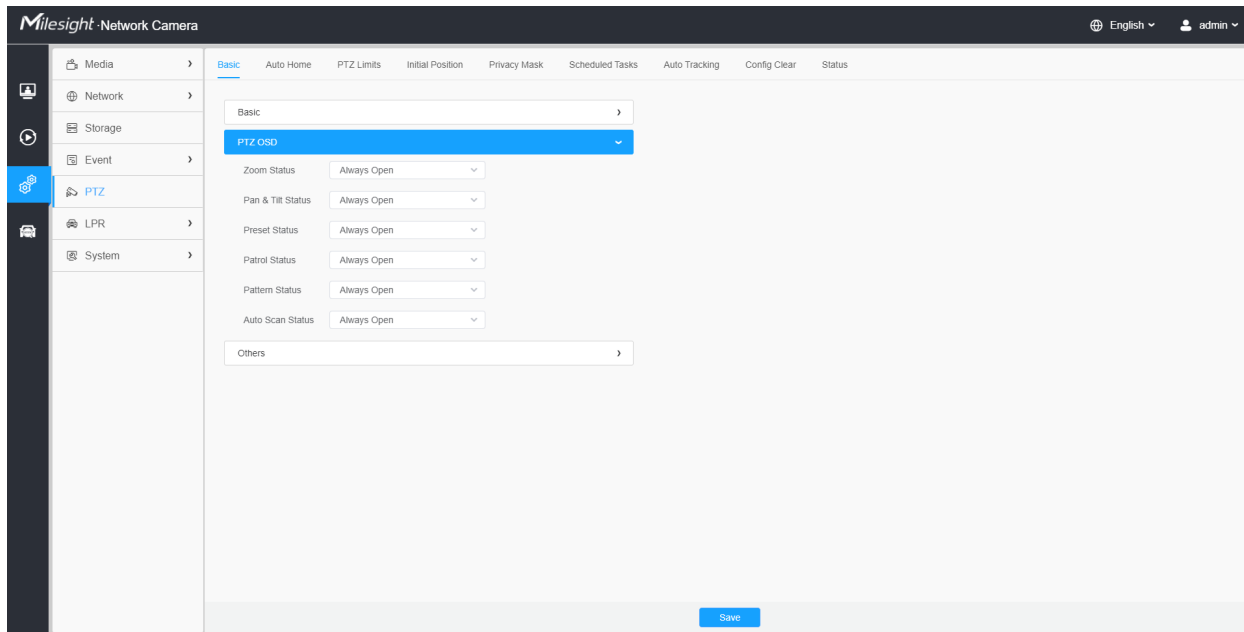 Milesight -Network Camera
English
admin
Media
Network
Storage
Event
PTZ
LPR
System
Basic Auto Home PTZ Limits Initial Position Privacy Mask Scheduled Tasks Auto Tracking Config Clear Status
Basic
PTZ OSD
Zoom Status Always Open
Pan & Tilt Status Always Open
Preset Status Always Open
Patrol Status Always Open
Pattern Status Always Open
Auto Scan Status Always Open
Others
Save